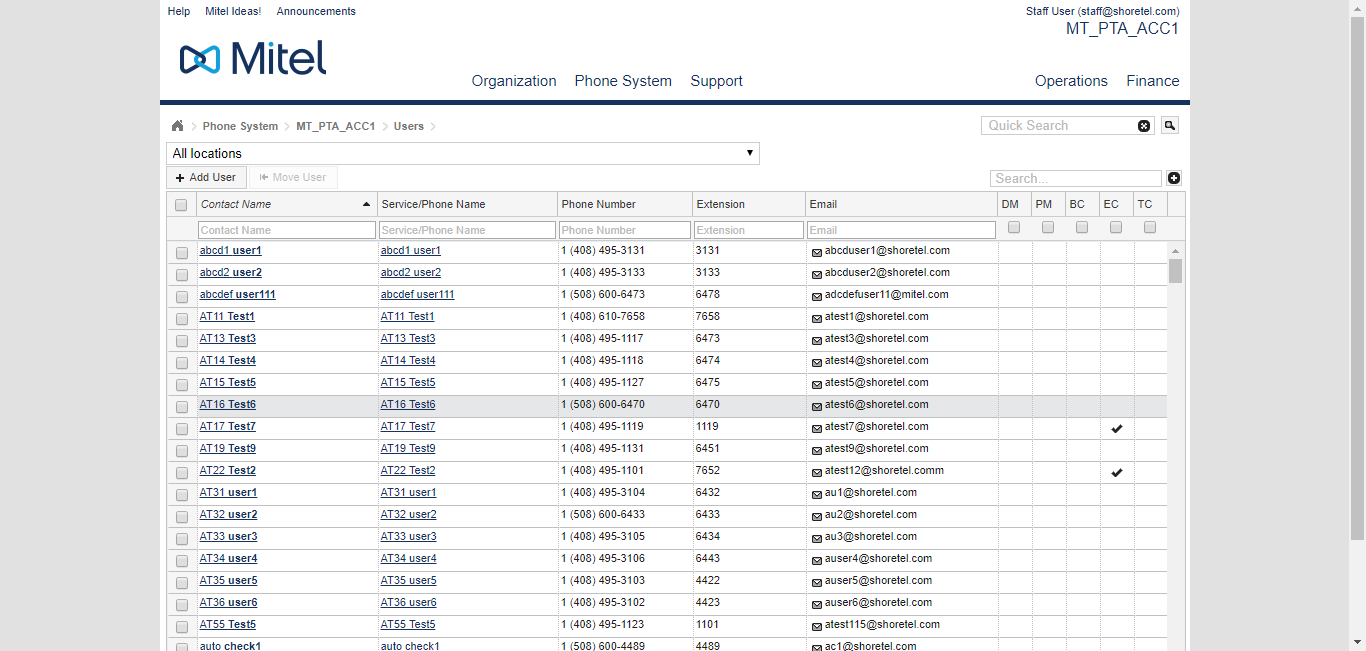 Help Mitel Ideas! Announcements Staff User (staff@shoretel.com)
MT_PTA_ACC1
Mitel
Organization Phone System Support Operations Finance
Phone System MT_PTA_ACC1 Users Quick Search
All locations
Add User Move User Search...
Contact Name Service/Phone Name Phone Number Extension Email DM PM BC EC TC
Contact Name Service/Phone Name Phone Number Extension Email
abcd1 user1 abcd1 user1 1 (408) 495-3131 3131 abcduser1@shoretel.com
abcd2 user2 abcd2 user2 1 (408) 495-3133 3133 abcduser2@shoretel.com
abcdef user111 abcdef user111 1 (508) 600-6473 6478 adcdefuser11@mitel.com
AT11 Test1 AT11 Test1 1 (408) 610-7658 7658 atest1@shoretel.com
AT13 Test3 AT13 Test3 1 (408) 495-1117 6473 atest3@shoretel.com
AT14 Test4 AT14 Test4 1 (408) 495-1118 6474 atest4@shoretel.com
AT15 Test5 AT15 Test5 1 (408) 495-1127 6475 atest5@shoretel.com
AT16 Test6 AT16 Test6 1 (508) 600-6470 6470 atest6@shoretel.com
AT17 Test7 AT17 Test7 1 (408) 495-1119 1119 atest7@shoretel.com
AT19 Test9 AT19 Test9 1 (408) 495-1131 6451 atest9@shoretel.com
AT22 Test2 AT22 Test2 1 (408) 495-1101 7652 atest12@shoretel.comm
AT31 user1 AT31 user1 1 (408) 495-3104 6432 au1@shoretel.com
AT32 user2 AT32 user2 1 (508) 600-6433 6433 au2@shoretel.com
AT33 user3 AT33 user3 1 (408) 495-3105 6434 au3@shoretel.com
AT34 user4 AT34 user4 1 (408) 495-3106 6443 auser4@shoretel.com
AT35 user5 AT35 user5 1 (408) 495-3103 4422 auser5@shoretel.com
AT36 user6 AT36 user6 1 (408) 495-3102 4423 auser6@shoretel.com
AT55 Test5 AT55 Test5 1 (408) 495-1123 1101 atest115@shoretel.com
auto check1 auto check1 1 (508) 600-4489 4489 ac1@shoretel.com